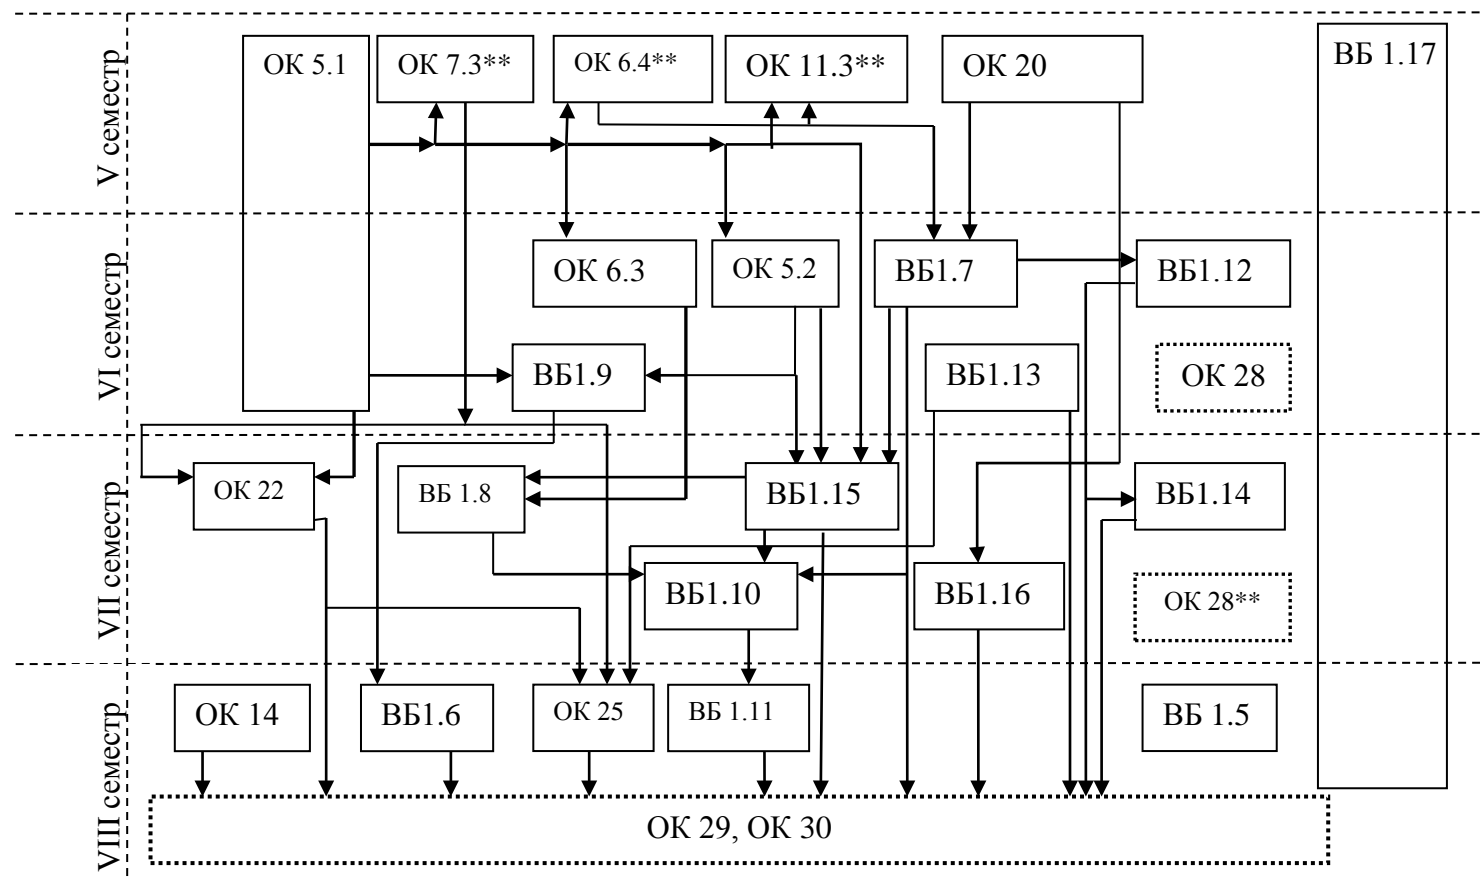 V семестр
ОК 5.1
ОК 7.3**
ОК 6.4**
ОК 11.3**
ОК 20
ВБ 1.17
VI семестр
ОК 6.3
ОК 5.2
ВБ1.7
ВБ1.12
ВБ1.9
ВБ1.13
ОК 28
VII семестр
ОК 22
ВБ 1.8
ВБ1.15
ВБ1.14
ВБ1.10
ВБ1.16
ОК 28**
VIII семестр
ОК 14
ВБ1.6
ОК 25
ВБ 1.11
ВБ 1.5
ОК 29, ОК 30